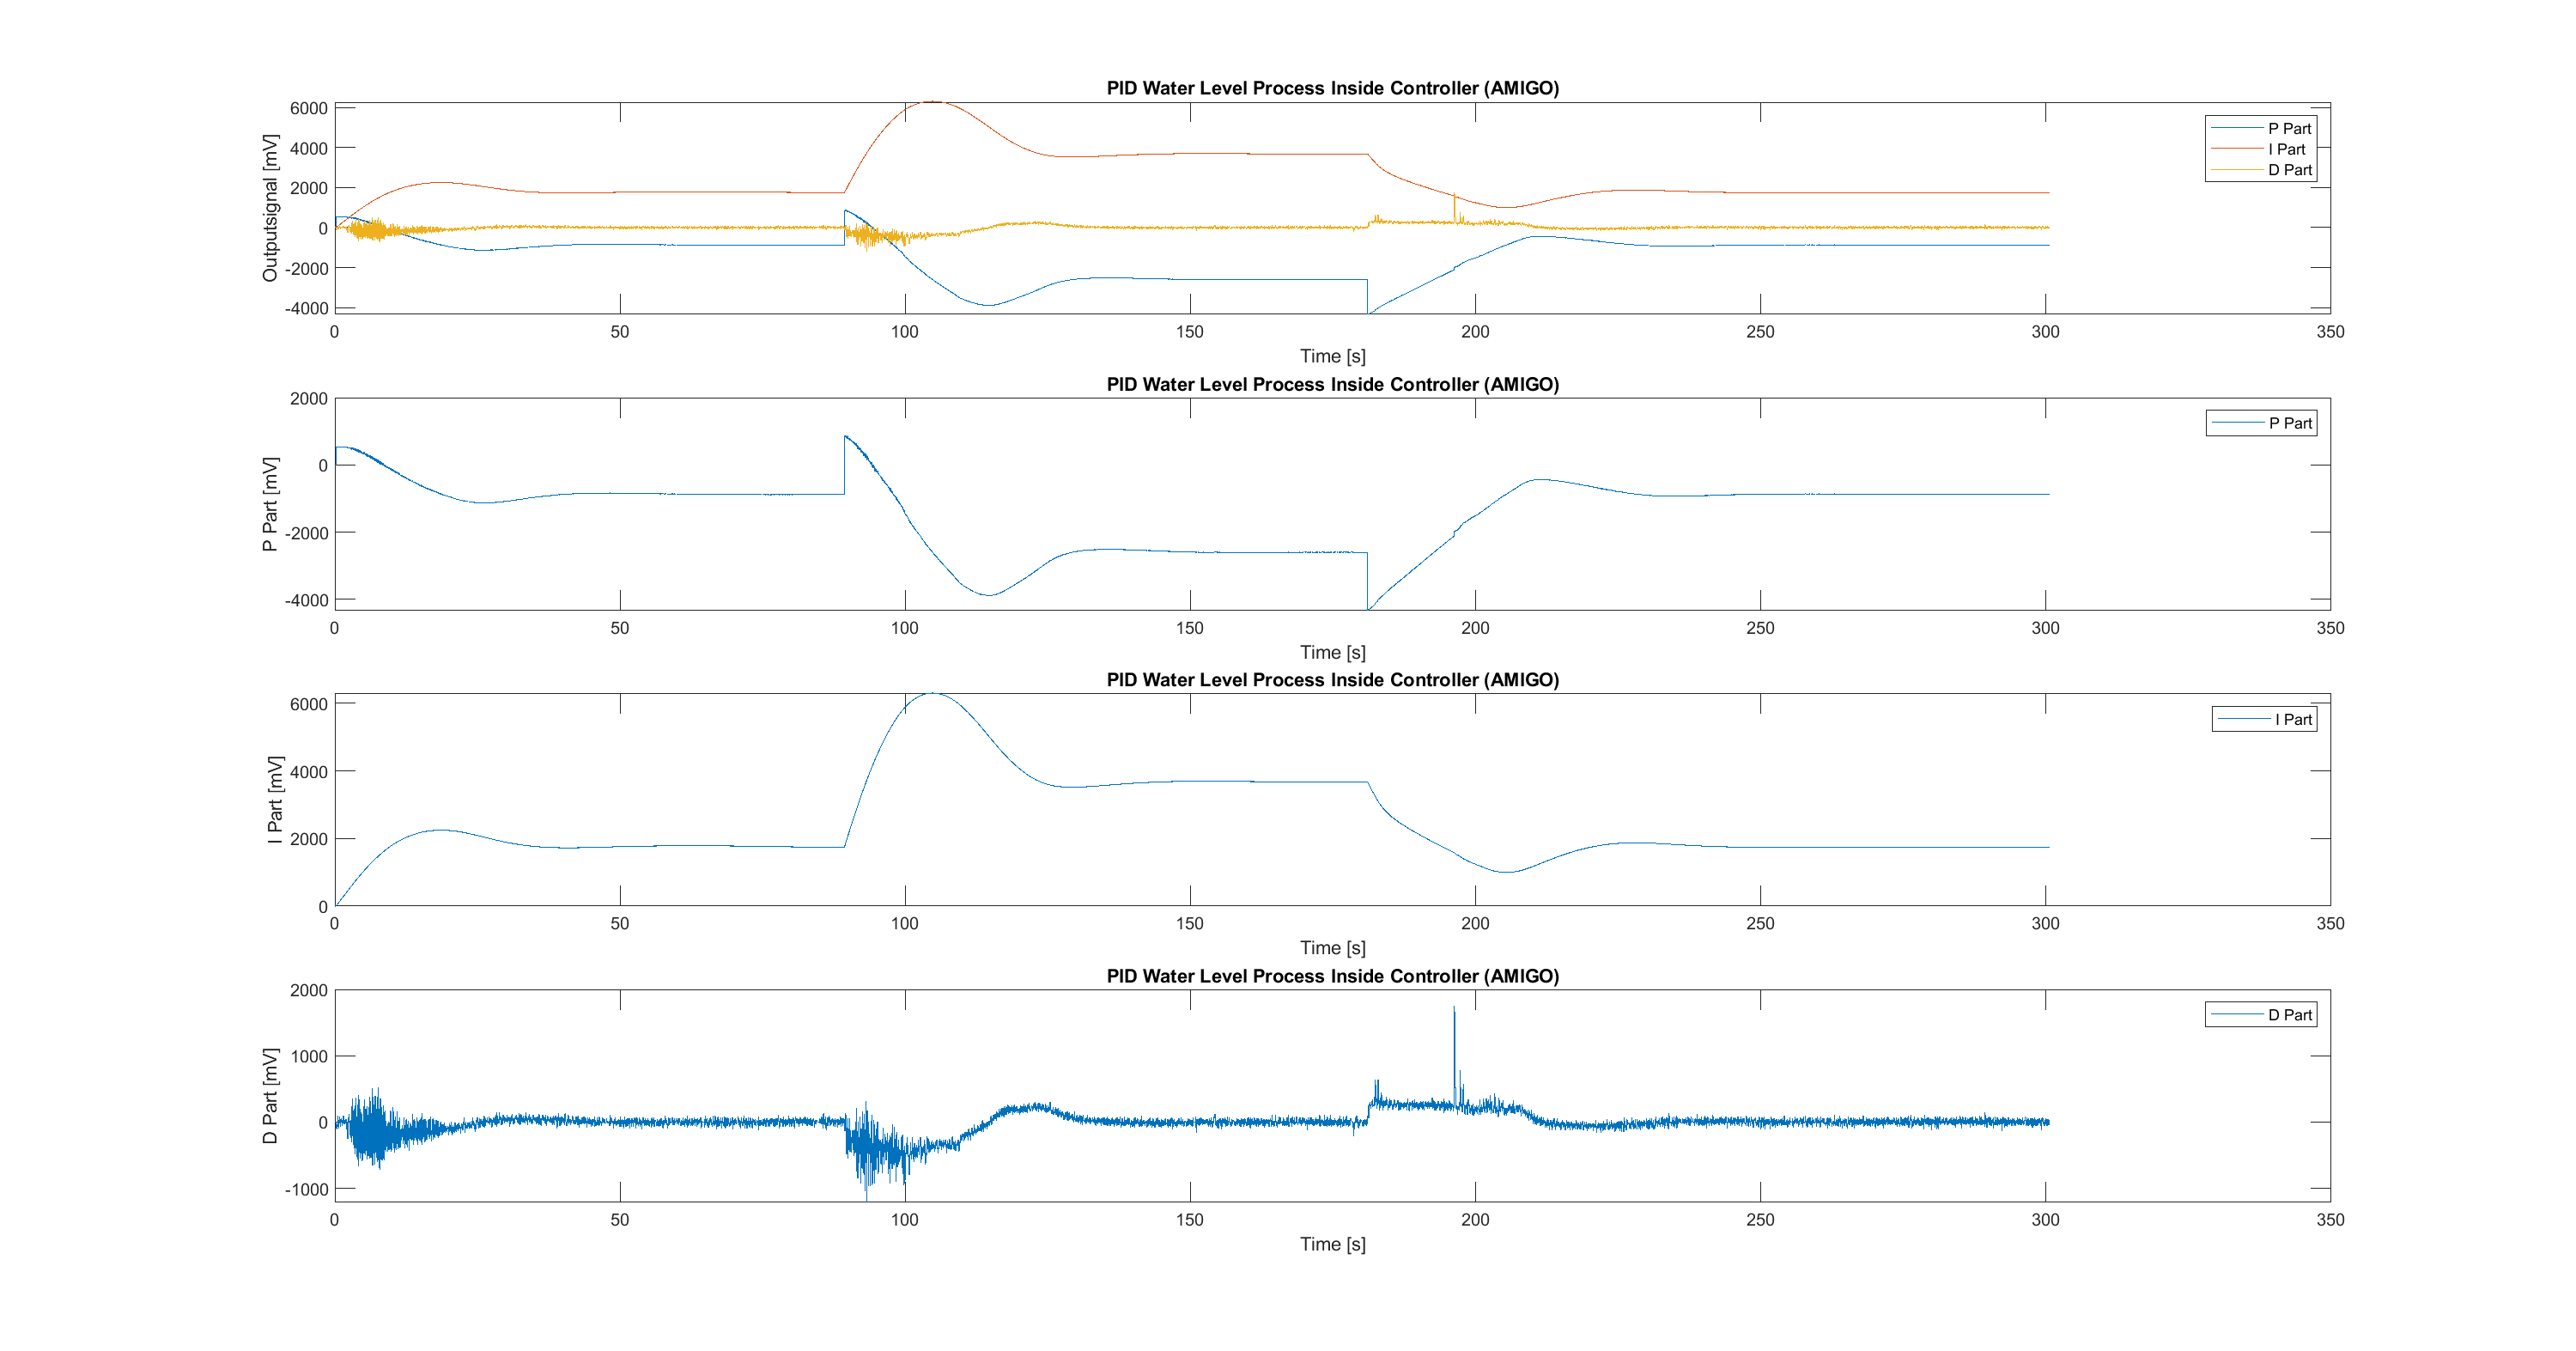 PID Water Level Process Inside Controller (AMIGO)
Outputsignal [mV]
6000
4000
2000
0
-2000
-4000
P Part
I Part
D Part
0 50 100 150 200 250 300 350
Time [s]
PID Water Level Process Inside Controller (AMIGO)
P Part [mV]
2000
0
-2000
-4000
P Part
0 50 100 150 200 250 300 350
Time [s]
PID Water Level Process Inside Controller (AMIGO)
I Part [mV]
6000
4000
2000
0
I Part
0 50 100 150 200 250 300 350
Time [s]
PID Water Level Process Inside Controller (AMIGO)
D Part [mV]
2000
1000
0
-1000
D Part
0 50 100 150 200 250 300 350
Time [s]